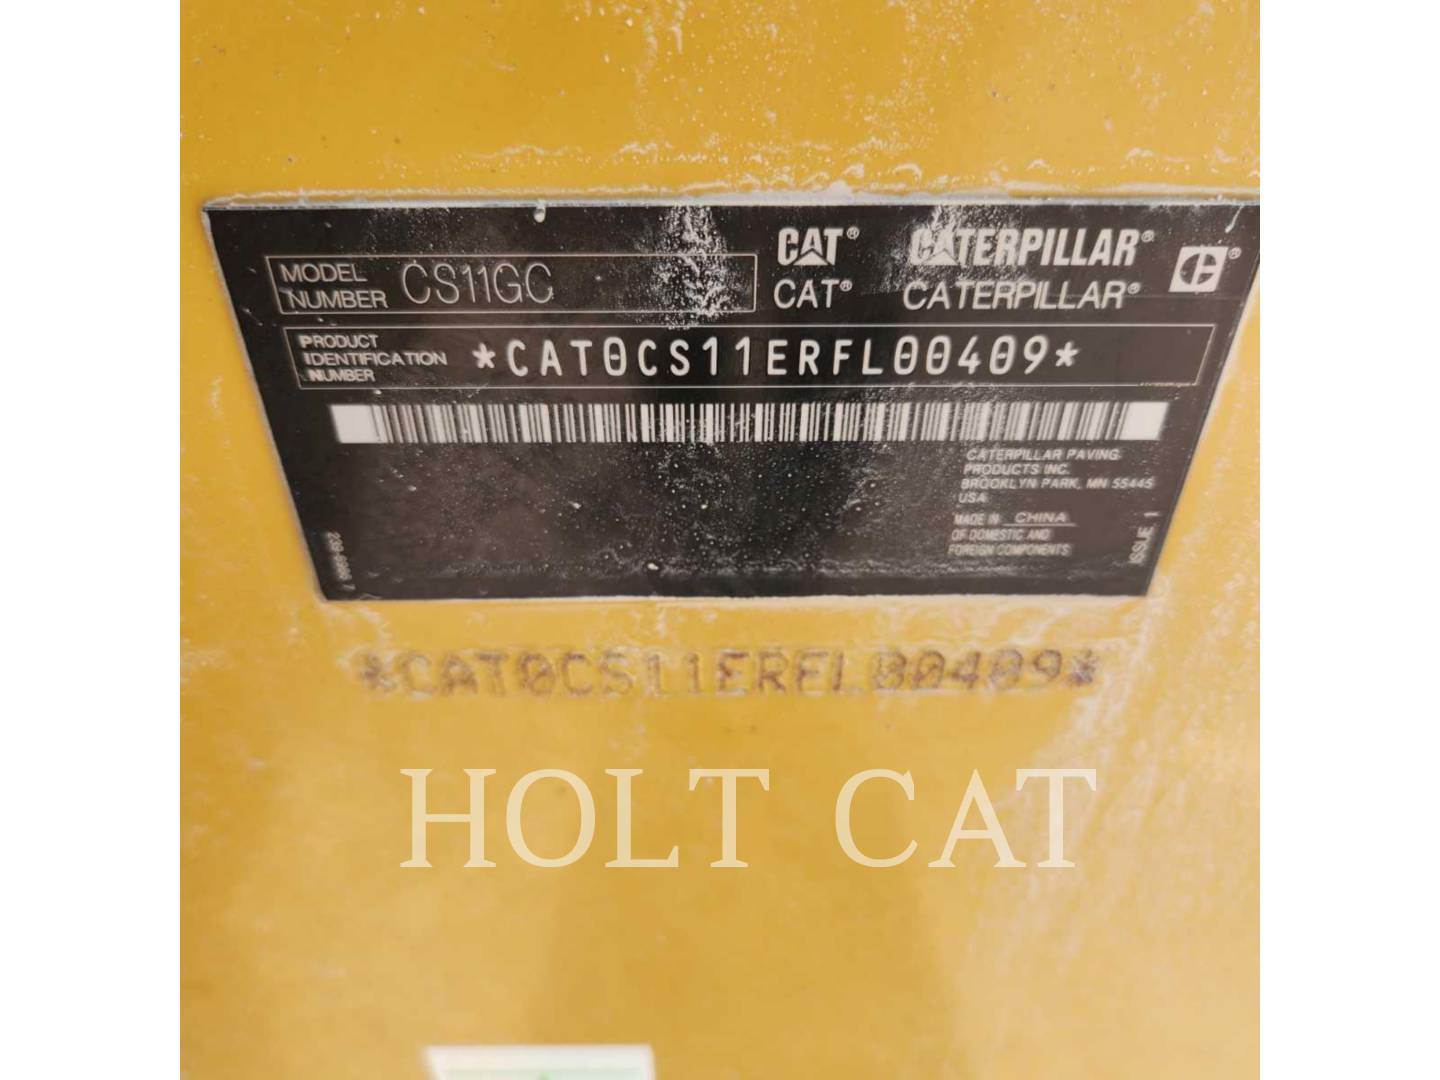 MODEL NUMBER CS11GC
CAT® CATERPILLAR®
CAT® CATERPILLAR®
PRODUCT
IDENTIFICATION
NUMBER
*CAT0CS11ERFL00409*
CATERPILLAR PAVING
PRODUCTS INC.
BROOKLYN PARK, MN 55445
USA
MADE IN CHINA
OF DOMESTIC AND
FOREIGN COMPONENTS
ISSUE 1
*CAT0CS11ERFL00409*
HOLT CAT